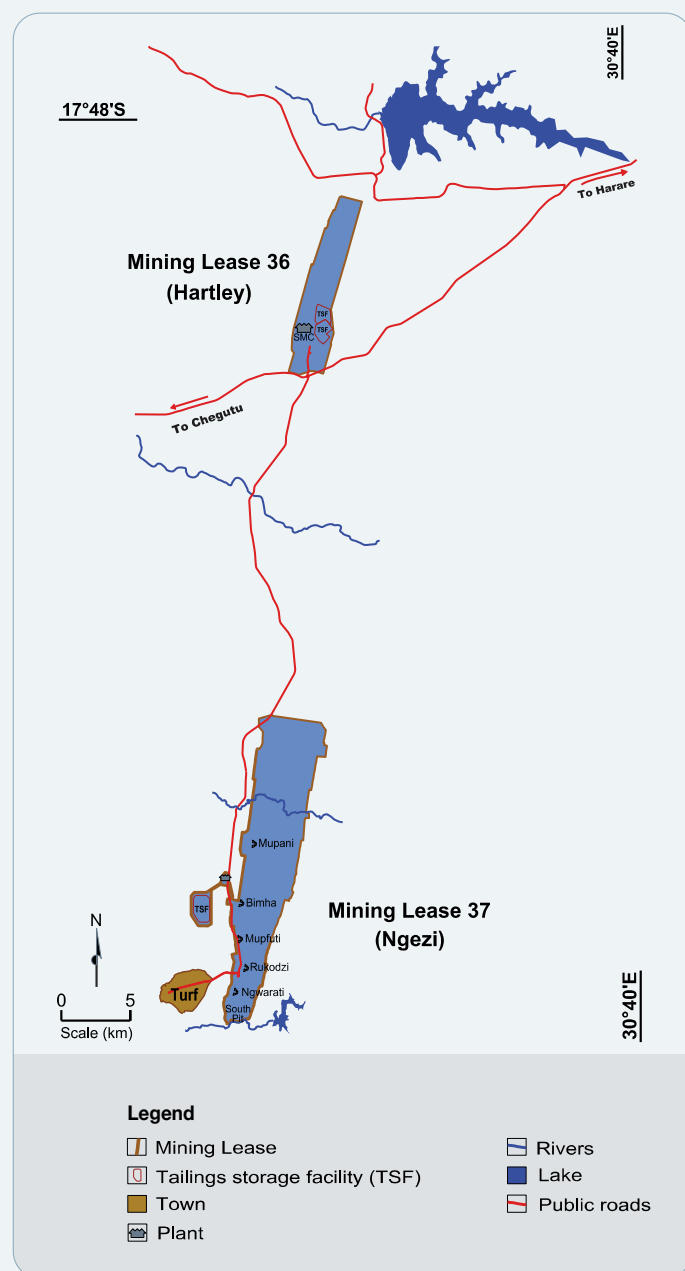 30°40'E
17°48'S
To Harare
Mining Lease 36
(Hartley)
TSF
TSF
SMC
To Chegutu
Mupani
TSF
Bimha
Mining Lease 37
(Ngezi)
N
Mupfuti
Rukodzi
Turf
Ngwarati
South
Pit
0 5
Scale (km)
30°40'E
Legend
Mining Lease
Tailings storage facility (TSF)
Town
Plant
Rivers
Lake
Public roads